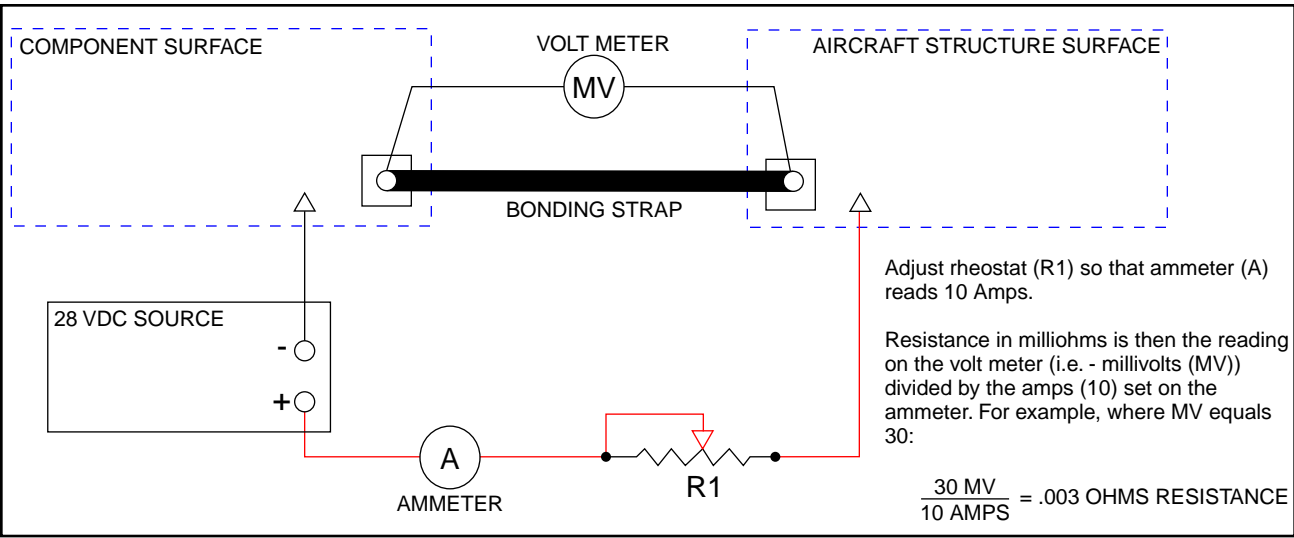 COMPONENT SURFACE
VOLT METER
AIRCRAFT STRUCTURE SURFACE
MV
BONDING STRAP
28 VDC SOURCE
-
+
A
AMMETER
R1
Adjust rheostat (R1) so that ammeter (A)
reads 10 Amps.
Resistance in milliohms is then the reading
on the volt meter (i.e. - millivolts (MV))
divided by the amps (10) set on the
ammeter. For example, where MV equals
30:
30 MV
10 AMPS
= .003 OHMS RESISTANCE